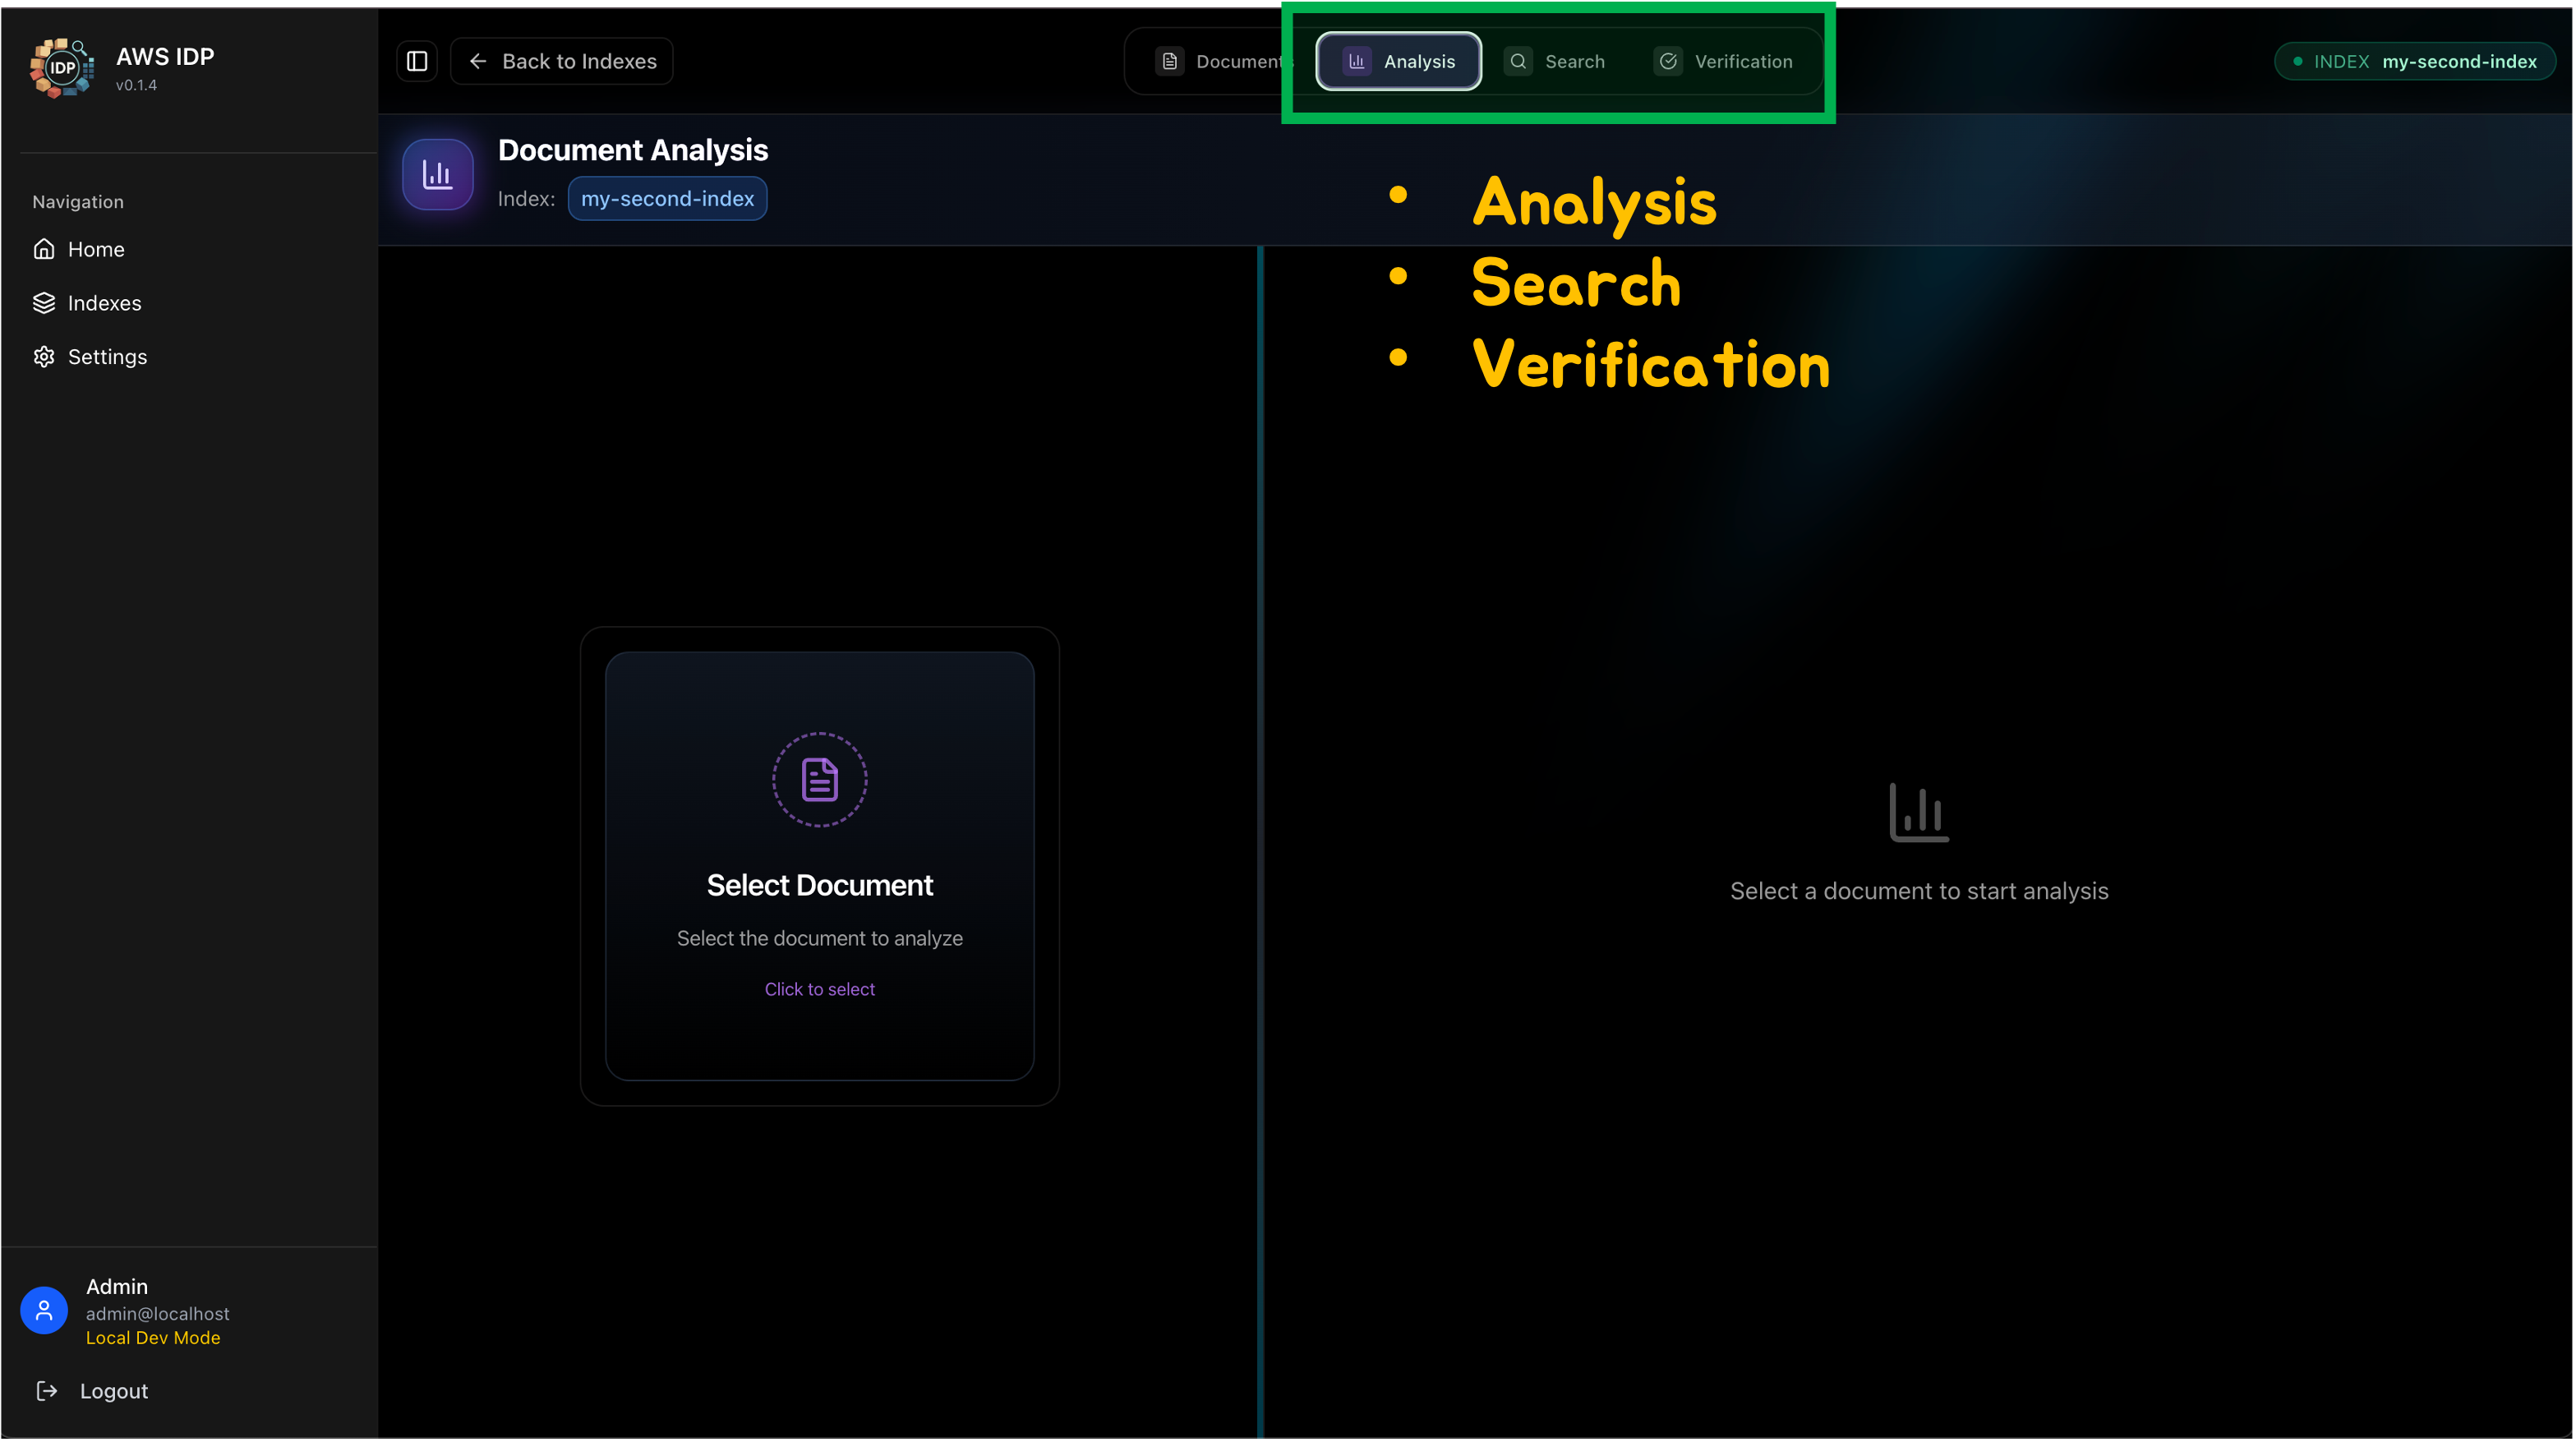 IDP
AWS IDP
v0.1.4
Back to Indexes
Documents
Analysis
Search
Verification
INDEX my-second-index
Navigation
Home
Indexes
Settings
Document Analysis
Index: my-second-index
• Analysis
• Search
• Verification
Select Document
Select the document to analyze
Click to select
Select a document to start analysis
Admin
admin@localhost
Local Dev Mode
Logout